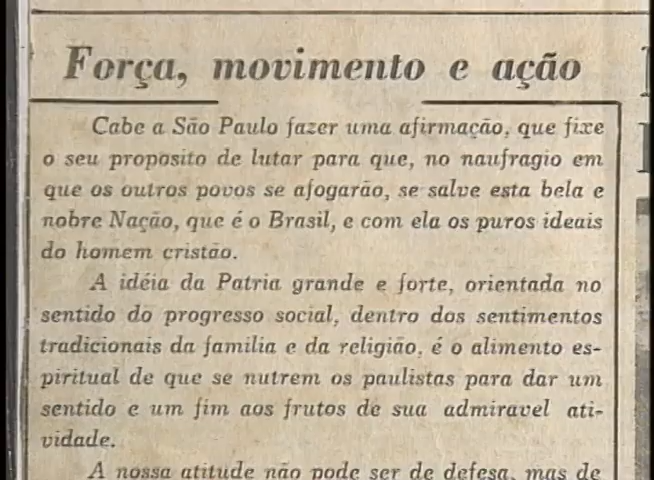 Força, movimento e ação
Cabe a São Paulo fazer uma afirmação, que fixe
o seu proposito de lutar para que, no naufragio em
que os outros povos se afogarão, se salve esta bela e
nobre Nação, que é o Brasil, e com ela os puros ideais
do homem cristão.
A idéia da Patria grande e forte, orientada no
sentido do progresso social, dentro dos sentimentos
tradicionais da familia e da religião, é o alimento es-
piritual de que se nutrem os paulistas para dar um
sentido e um fim aos frutos de sua admiravel ati-
vidade.
A nossa atitude não pode ser de defesa, mas de